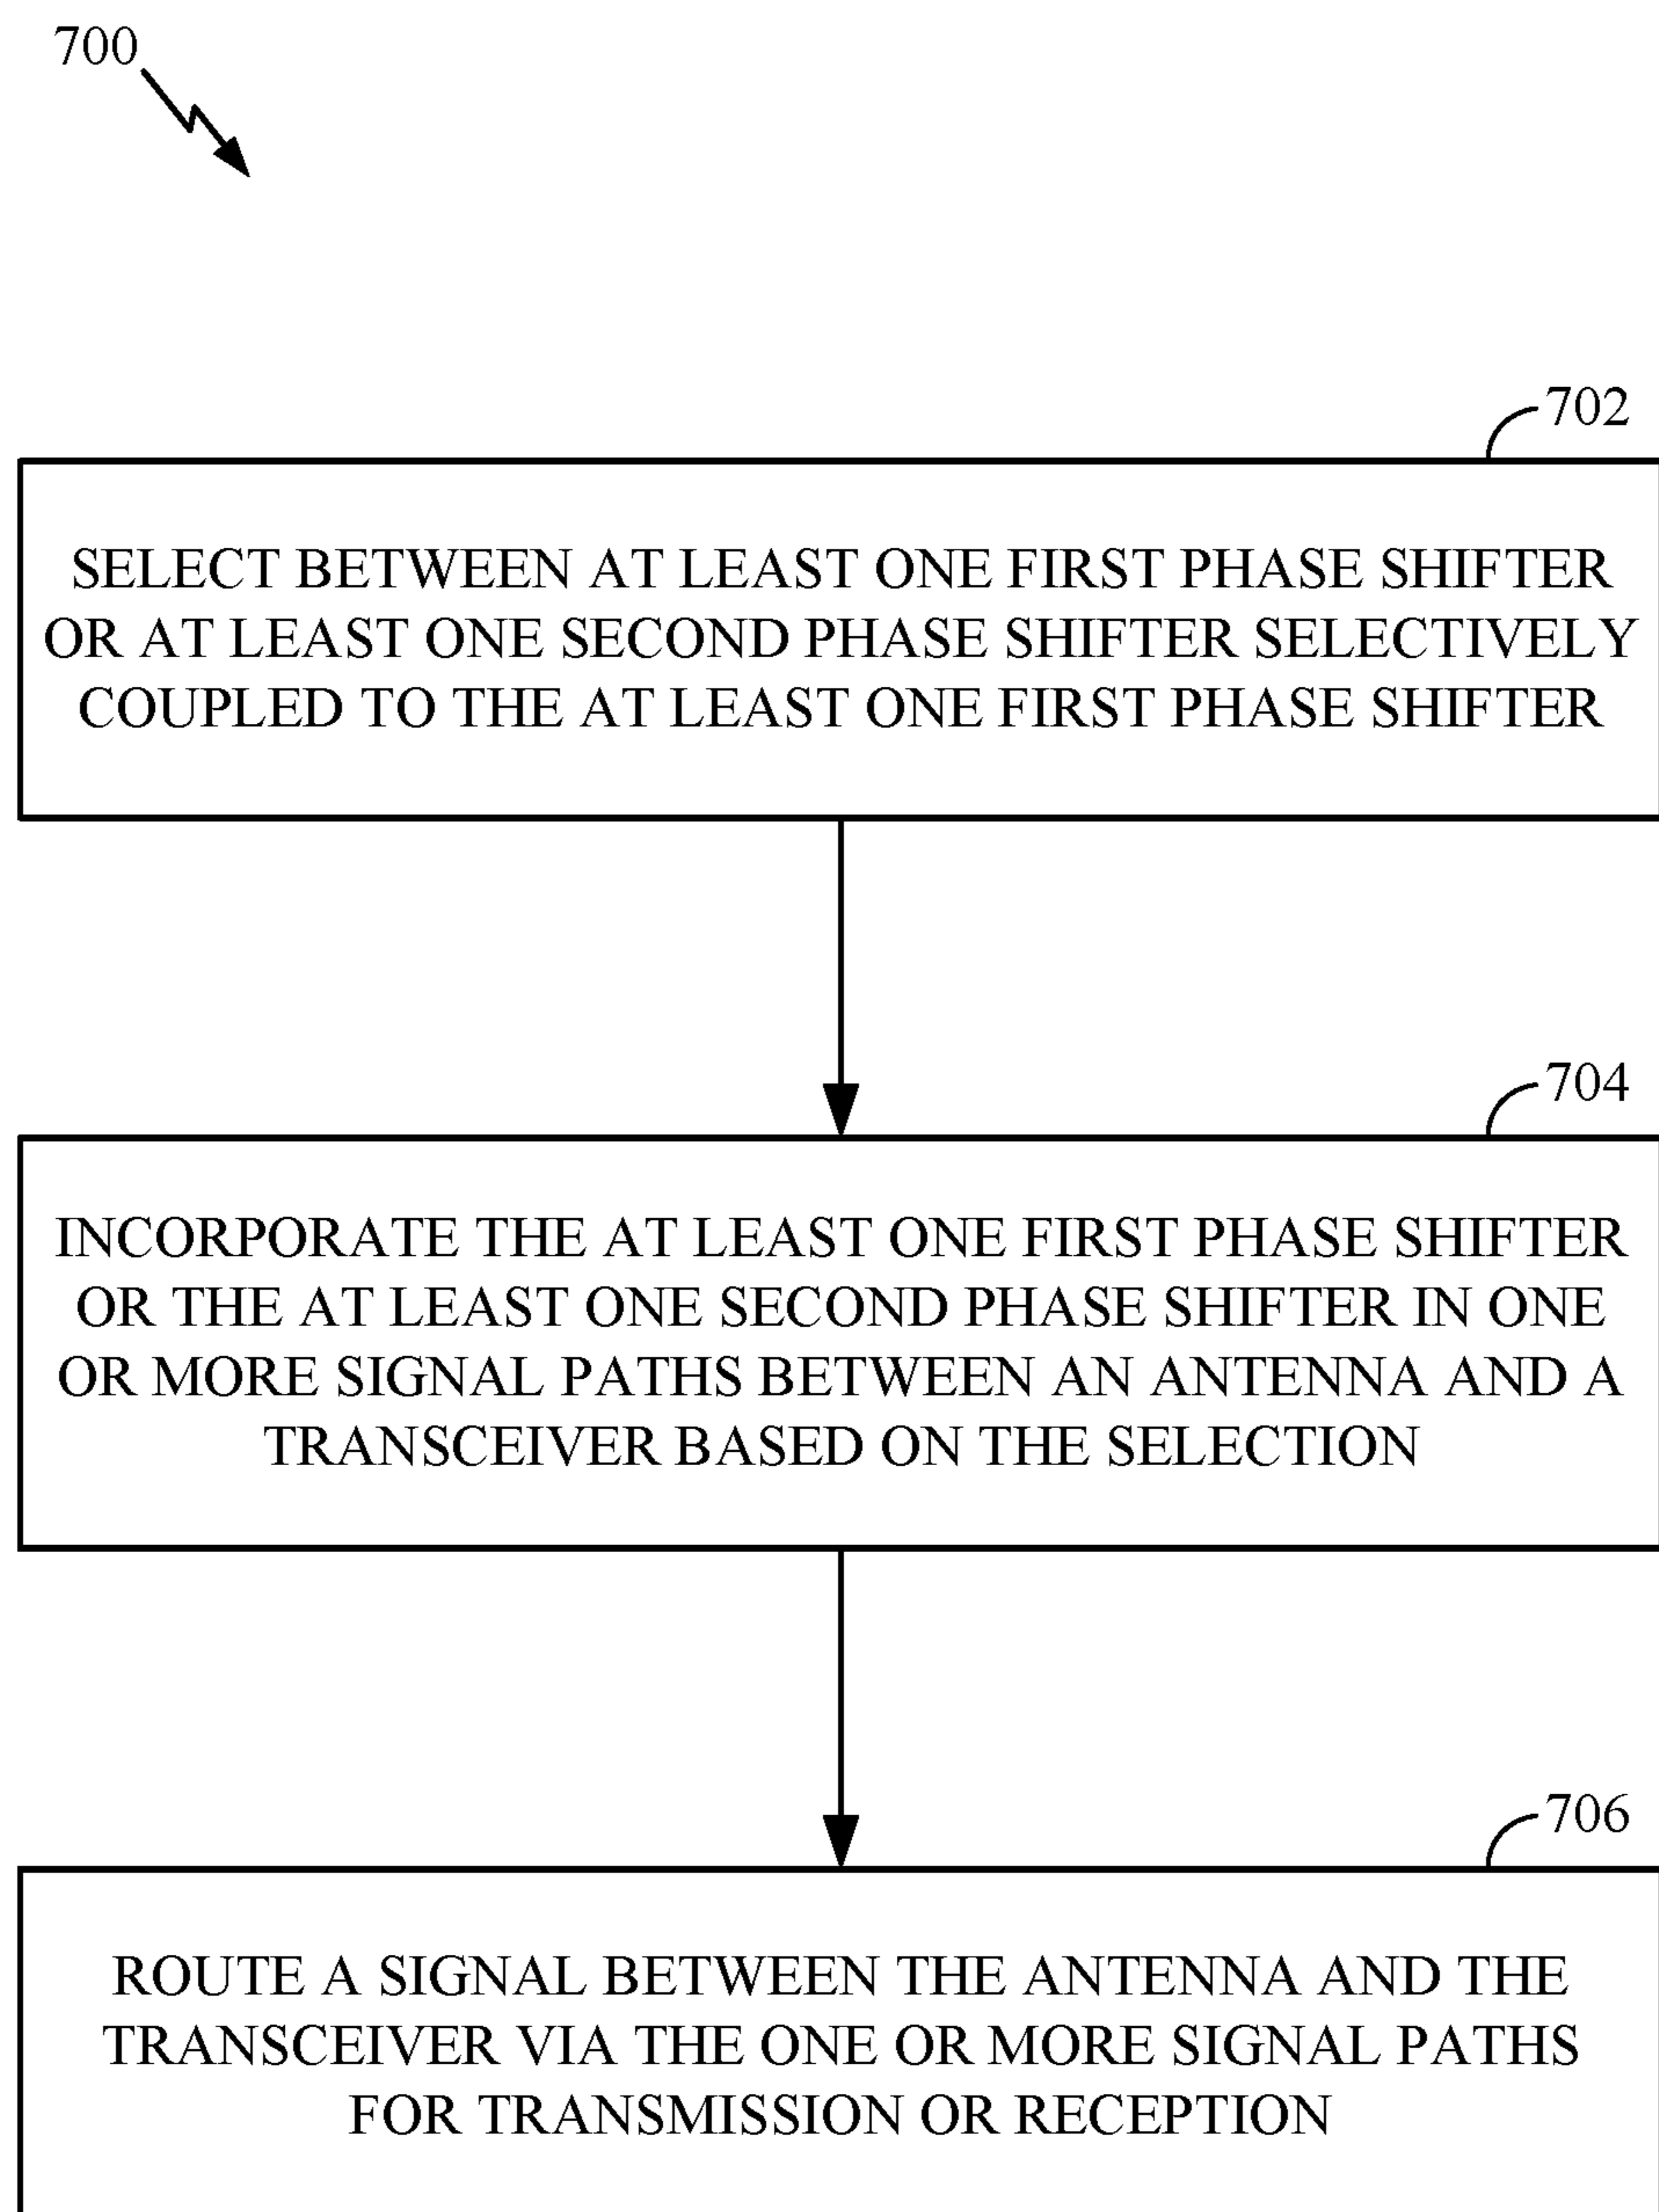 700
702
SELECT BETWEEN AT LEAST ONE FIRST PHASE SHIFTER
OR AT LEAST ONE SECOND PHASE SHIFTER SELECTIVELY
COUPLED TO THE AT LEAST ONE FIRST PHASE SHIFTER
704
INCORPORATE THE AT LEAST ONE FIRST PHASE SHIFTER
OR THE AT LEAST ONE SECOND PHASE SHIFTER IN ONE
OR MORE SIGNAL PATHS BETWEEN AN ANTENNA AND A
TRANSCEIVER BASED ON THE SELECTION
706
ROUTE A SIGNAL BETWEEN THE ANTENNA AND THE
TRANSCEIVER VIA THE ONE OR MORE SIGNAL PATHS
FOR TRANSMISSION OR RECEPTION